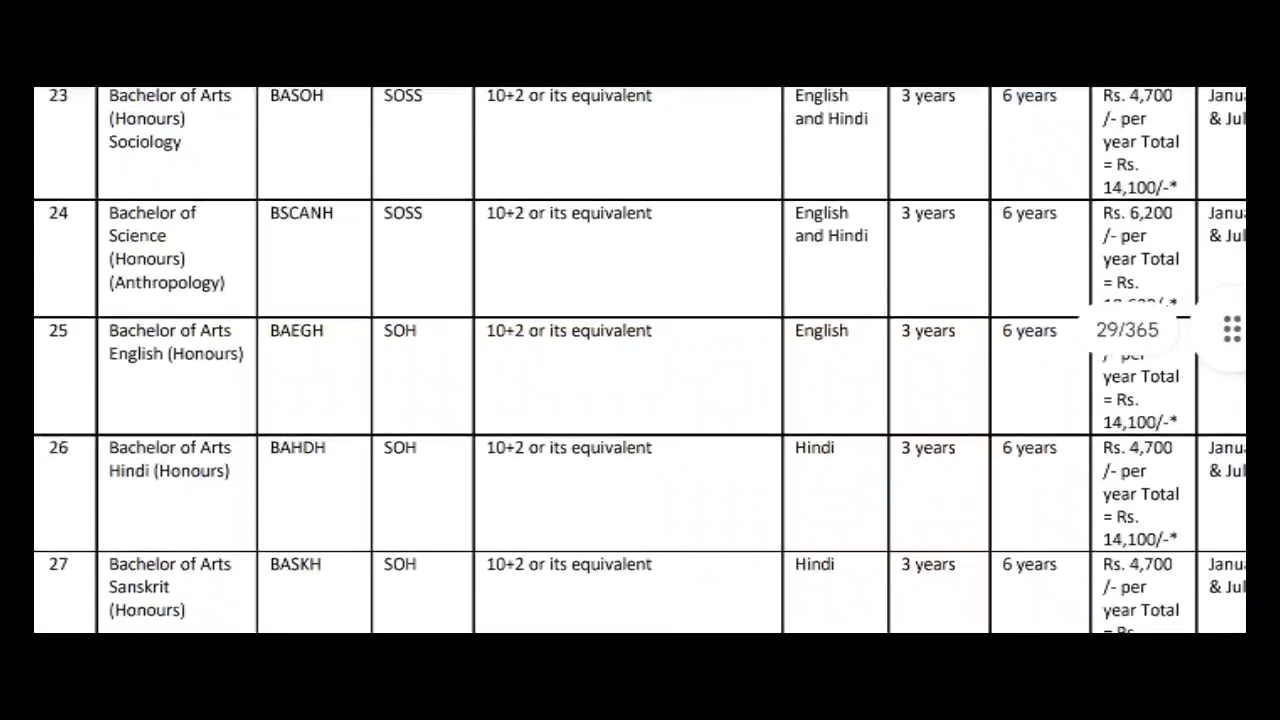 23 Bachelor of Arts BASOH SOSS 10+2 or its equivalent English 3 years 6 years Rs. 4,700
(Honours) and Hindi /- per & Jul
Sociology year Total
= Rs.
14,100/-*
24 Bachelor of BSCANH SOSS 10+2 or its equivalent English 3 years 6 years Rs. 6,200
Science and Hindi /- per & Jul
(Honours) year Total
(Anthropology) = Rs.
25 Bachelor of Arts BAEGH SOH 10+2 or its equivalent English 3 years 6 years 29/365
English (Honours) /- per
year Total
= Rs.
14,100/-*
26 Bachelor of Arts BAHDH SOH 10+2 or its equivalent Hindi 3 years 6 years Rs. 4,700
Hindi (Honours) /- per & Jul
year Total
= Rs.
14,100/-*
27 Bachelor of Arts BASKH SOH 10+2 or its equivalent Hindi 3 years 6 years Rs. 4,700
Sanskrit /- per & Jul
(Honours) year Total